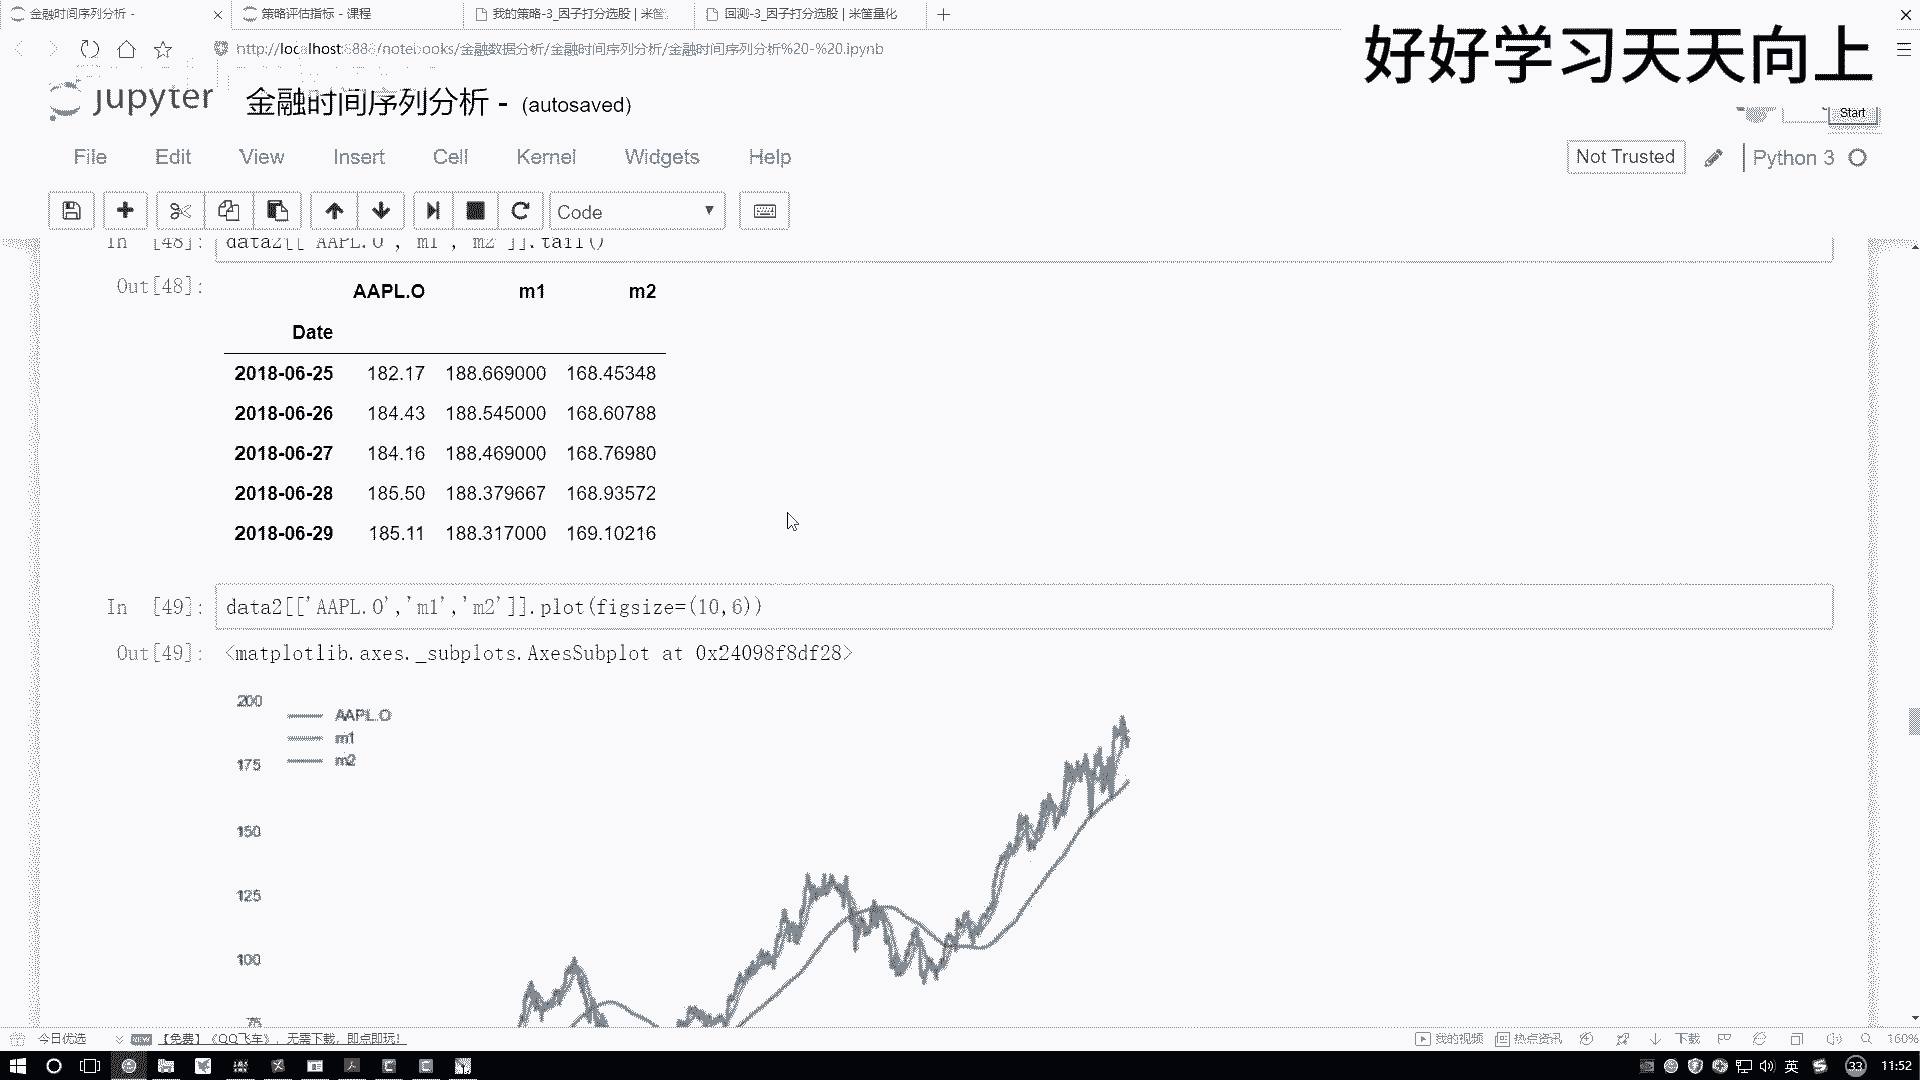 金融时间序列分析 -
策略评估指标 - 课程
我的策略-3_因子打分选股 | 米筐
回测-3_因子打分选股 | 米筐量化
http://localhost:8888/notebooks/金融数据分析/金融时间序列分析/金融时间序列分析%20-%20.ipynb
好好学习天天向上
jupyter 金融时间序列分析 - (autosaved)
Start
File Edit View Insert Cell Kernel Widgets Help
Not Trusted
Python 3
Code
In [48]: data2[['AAPL.O','m1','m2']].tail()
Out[48]:
AAPL.O m1 m2
Date
2018-06-25 182.17 188.669000 168.45348
2018-06-26 184.43 188.545000 168.60788
2018-06-27 184.16 188.469000 168.76980
2018-06-28 185.50 188.379667 168.93572
2018-06-29 185.11 188.317000 169.10216
In [49]: data2[['AAPL.O','m1','m2']].plot(figsize=(10,6))
Out[49]: <matplotlib.axes._subplots.AxesSubplot at 0x24098f8df28>
200
AAPL.O
m1
m2
175
150
125
100
75
今日优选
NEW 【免费】《QQ飞车》，无需下载，即点即玩！
我的视频
热点资讯
下载
160%
英
33
11:52